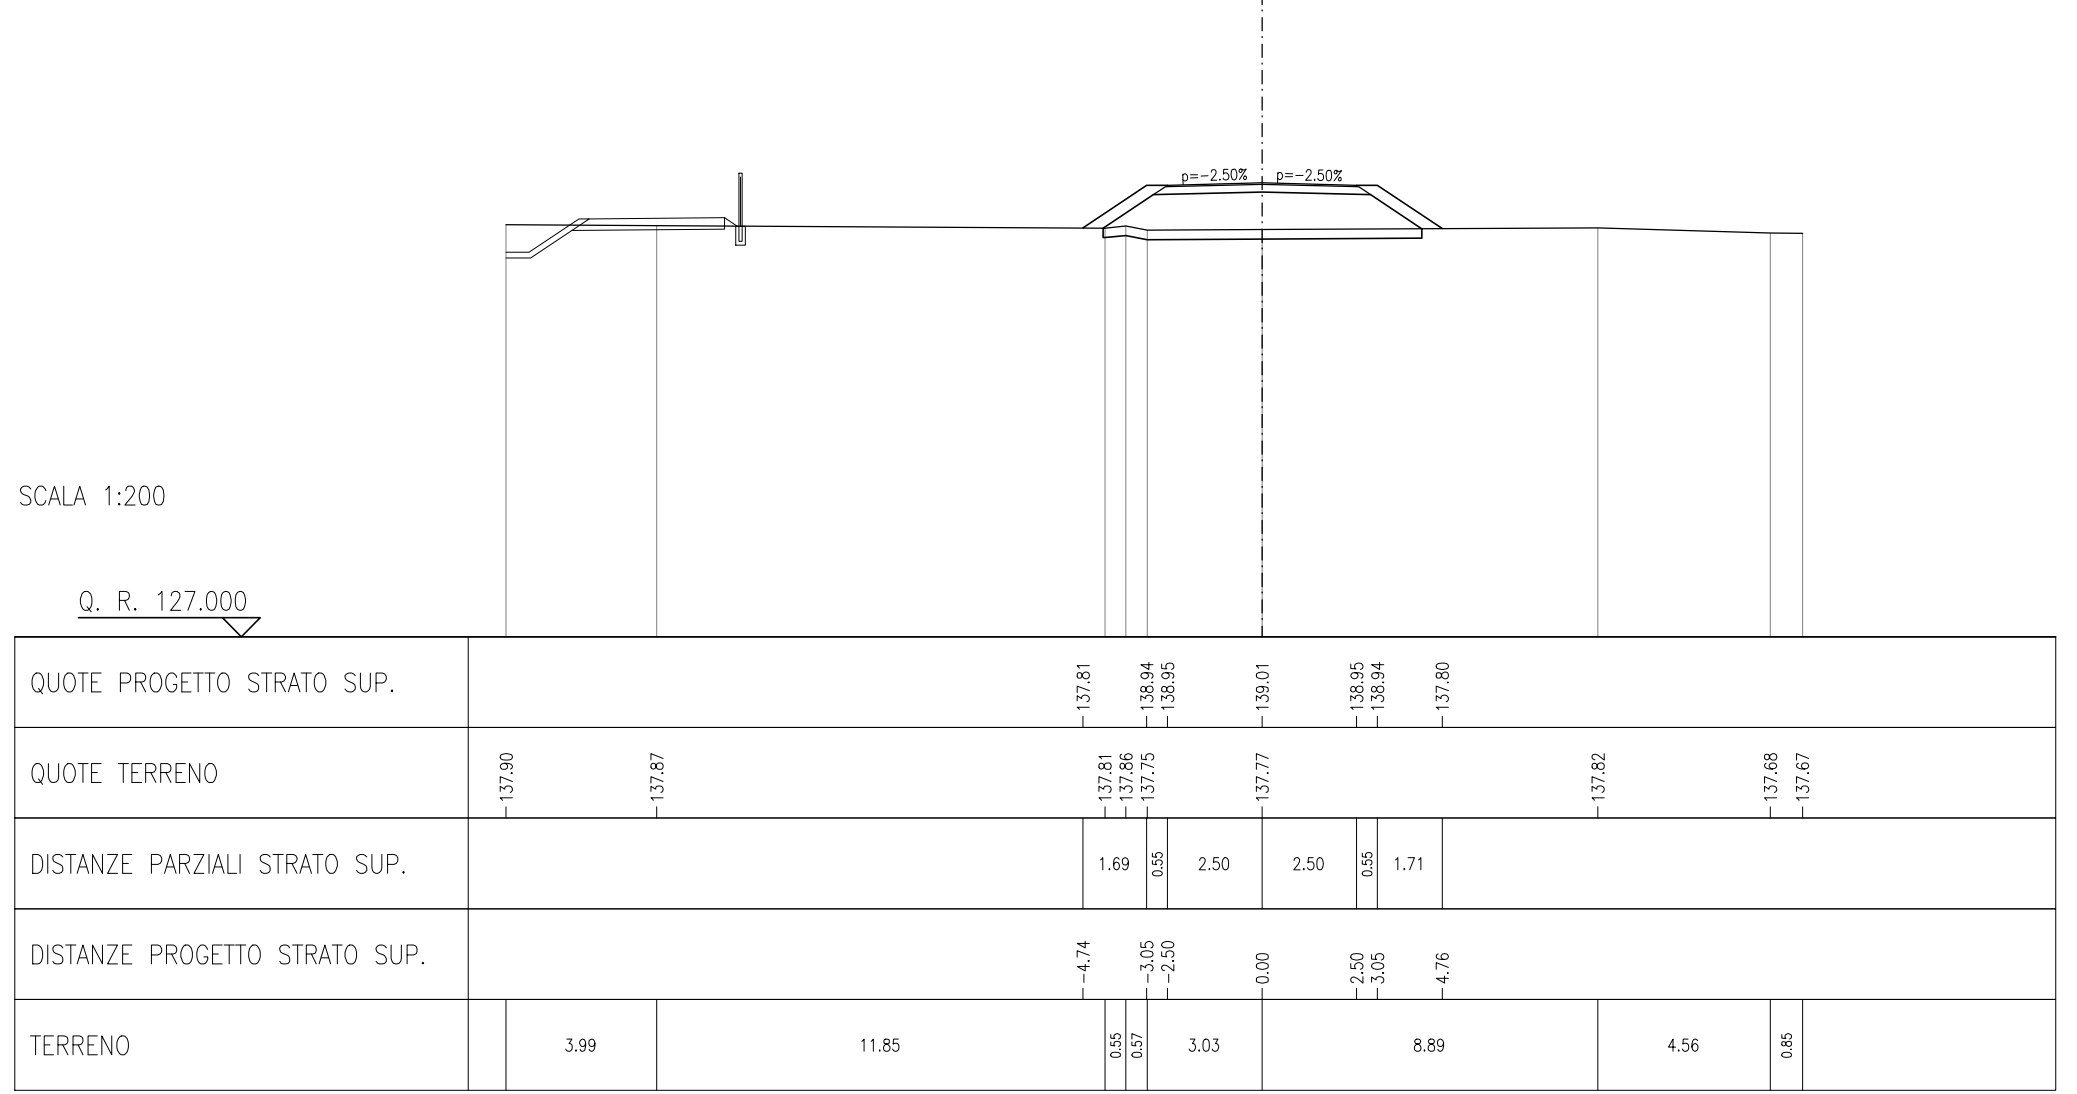 p=-2.50% p=-2.50%
SCALA 1:200
Q. R. 127.000
QUOTE PROGETTO STRATO SUP. 137.81 138.94 138.95 139.01 138.95 138.94 137.80
QUOTE TERRENO 137.90 137.87 137.81 137.86 137.75 137.77 137.82 137.68 137.67
DISTANZE PARZIALI STRATO SUP. 1.69 0.55 2.50 2.50 0.55 1.71
DISTANZE PROGETTO STRATO SUP. -4.74 -3.05 -2.50 0.00 2.50 3.05 4.76
TERRENO 3.99 11.85 0.55 0.57 3.03 8.89 4.56 0.85